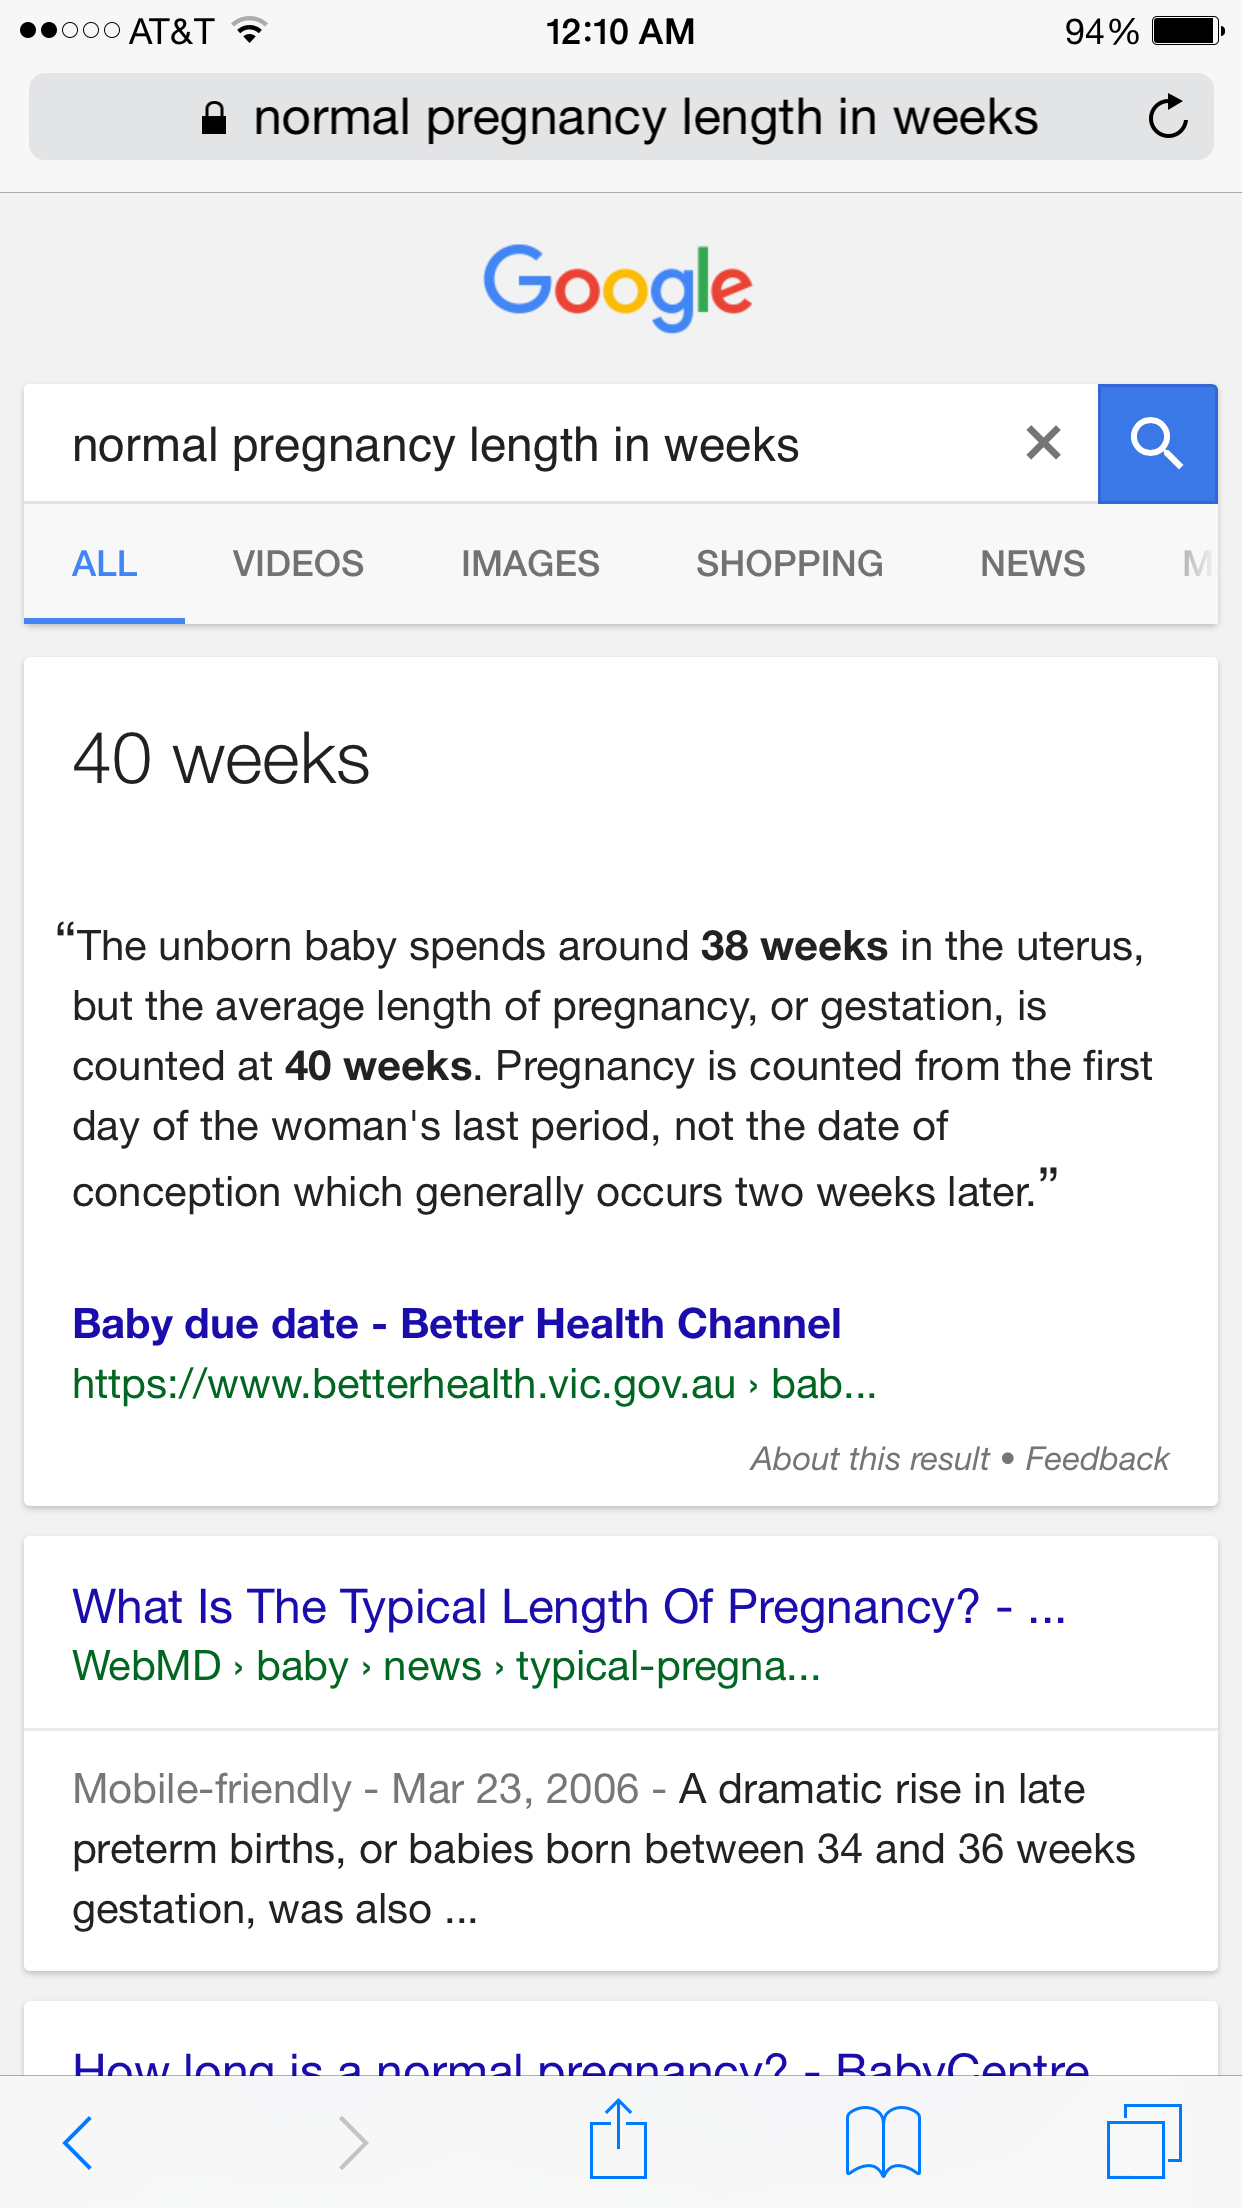 AT&T 12:10 AM 94%
normal pregnancy length in weeks
Google
normal pregnancy length in weeks
ALL VIDEOS IMAGES SHOPPING NEWS M
40 weeks
“The unborn baby spends around 38 weeks in the uterus,
but the average length of pregnancy, or gestation, is
counted at 40 weeks. Pregnancy is counted from the first
day of the woman's last period, not the date of
conception which generally occurs two weeks later.”
Baby due date - Better Health Channel
https://www.betterhealth.vic.gov.au › bab...
About this result • Feedback
What Is The Typical Length Of Pregnancy? - ...
WebMD › baby › news › typical-pregna...
Mobile-friendly - Mar 23, 2006 - A dramatic rise in late
preterm births, or babies born between 34 and 36 weeks
gestation, was also ...
How long is a normal pregnancy? - BabyCentre